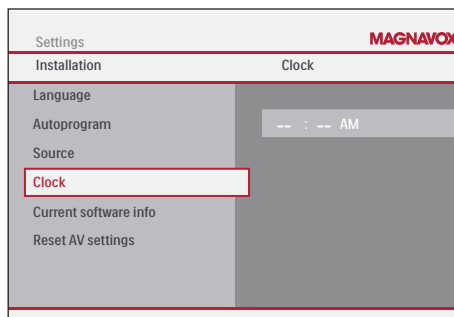 Settings
MAGNAVOX
Installation
Clock
Language
Autoprogram
-- : -- AM
Source
Clock
Current software info
Reset AV settings